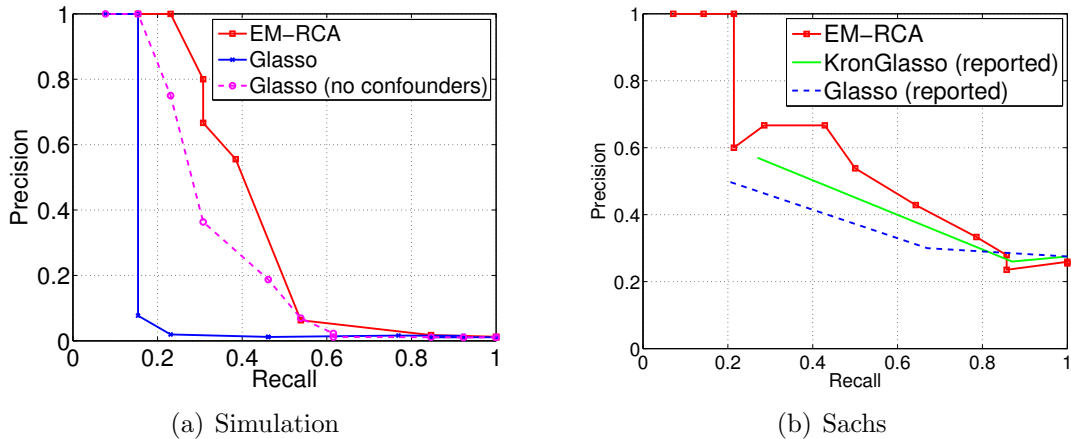 1
0.8
0.6
0.4
0.2
0
Precision
0
0.2
0.4
0.6
0.8
1
Recall
EM−RCA
Glasso
Glasso (no confounders)
(a) Simulation
1
0.8
0.6
0.4
0.2
0
Precision
0
0.2
0.4
0.6
0.8
1
Recall
EM−RCA
KronGlasso (reported)
Glasso (reported)
(b) Sachs